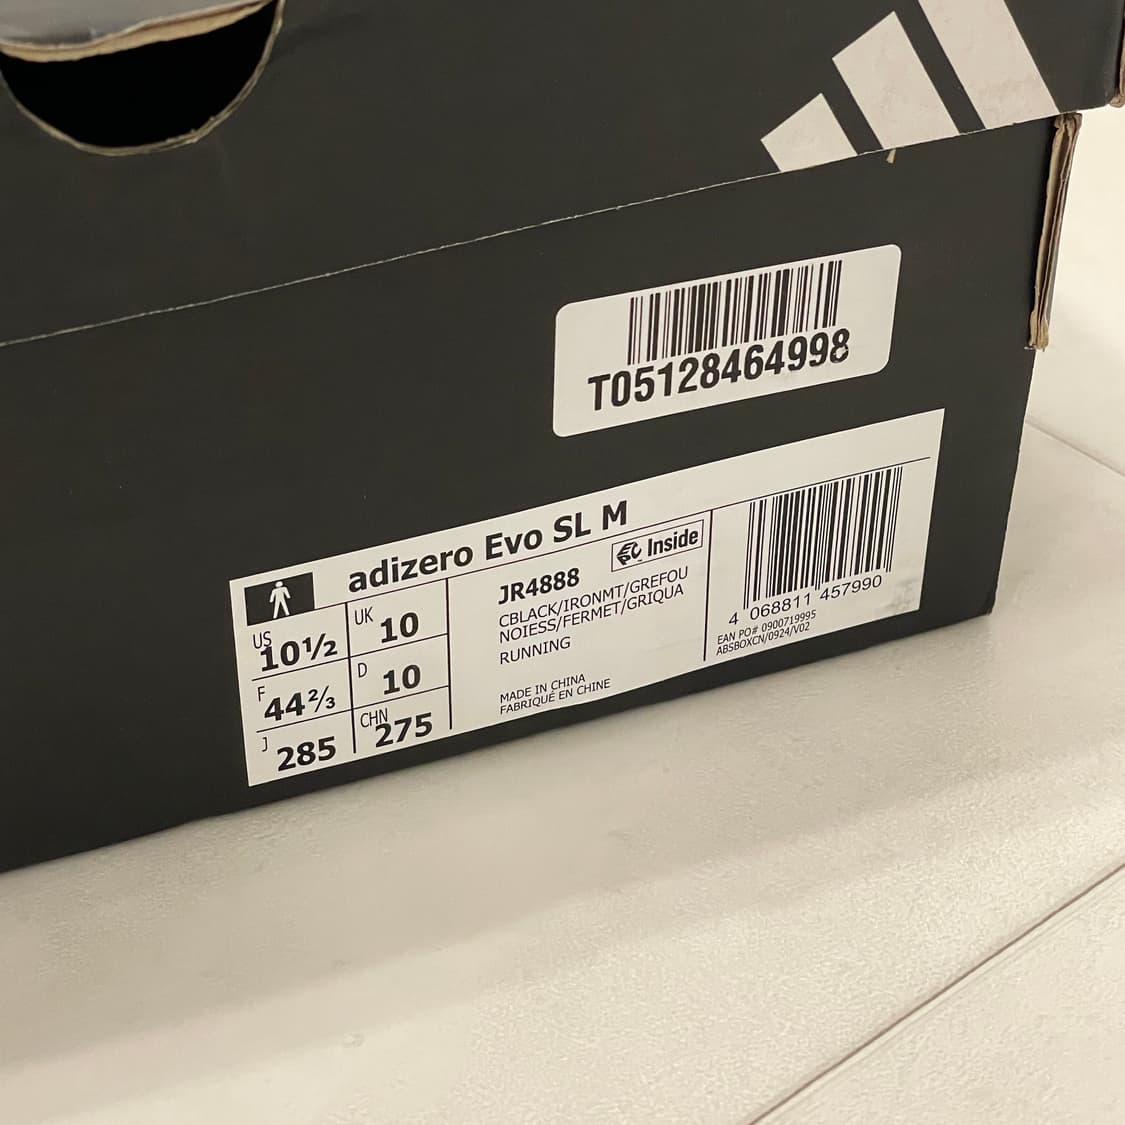 T05128464998
adizero Evo SL M
US 10½
UK 10
F 44⅔
D 10
J 285
CHN 275
JR4888
Inside
CBLACK/IRONMT/GREFOU
NOIESS/FERMET/GRIQUA
RUNNING
MADE IN CHINA
FABRIQUÉ EN CHINE
4 068811 457990
EAN PO# 0900719995
ABSBOXCN/0924/V02